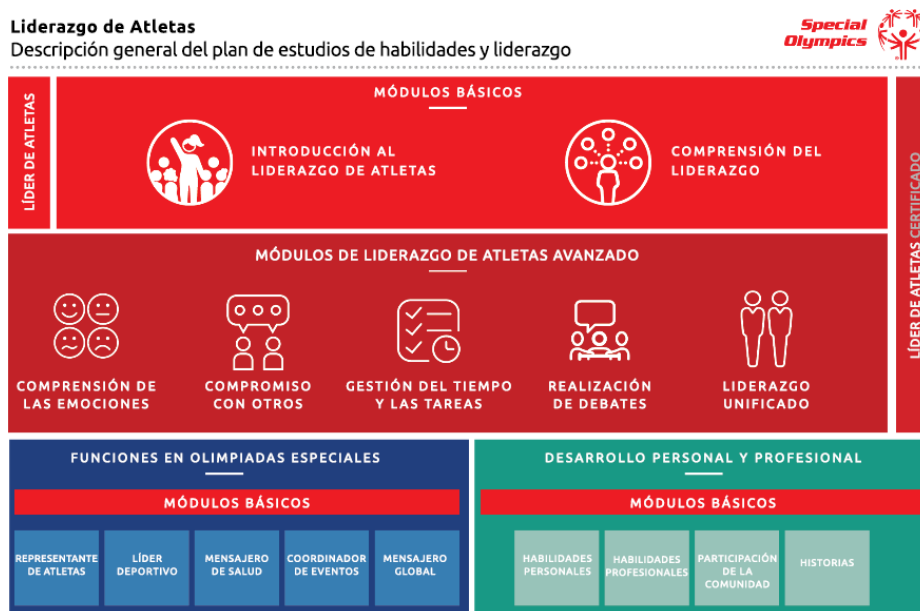 Liderazgo de Atletas
Descripción general del plan de estudios de habilidades y liderazgo
Special
Olympics
LÍDER DE ATLETAS
MÓDULOS BÁSICOS
INTRODUCCIÓN AL
LIDERAZGO DE ATLETAS
COMPRENSIÓN DEL
LIDERAZGO
LÍDER DE ATLETAS CERTIFICADO
MÓDULOS DE LIDERAZGO DE ATLETAS AVANZADO
COMPRENSIÓN DE
LAS EMOCIONES
COMPROMISO
CON OTROS
GESTIÓN DEL TIEMPO
Y LAS TAREAS
REALIZACIÓN
DE DEBATES
LIDERAZGO
UNIFICADO
FUNCIONES EN OLIMPIADAS ESPECIALES
MÓDULOS BÁSICOS
REPRESENTANTE
DE ATLETAS
LÍDER
DEPORTIVO
MENSAJERO
DE SALUD
COORDINADOR
DE EVENTOS
MENSAJERO
GLOBAL
DESARROLLO PERSONAL Y PROFESIONAL
MÓDULOS BÁSICOS
HABILIDADES
PERSONALES
HABILIDADES
PROFESIONALES
PARTICIPACIÓN
DE LA
COMUNIDAD
HISTORIAS